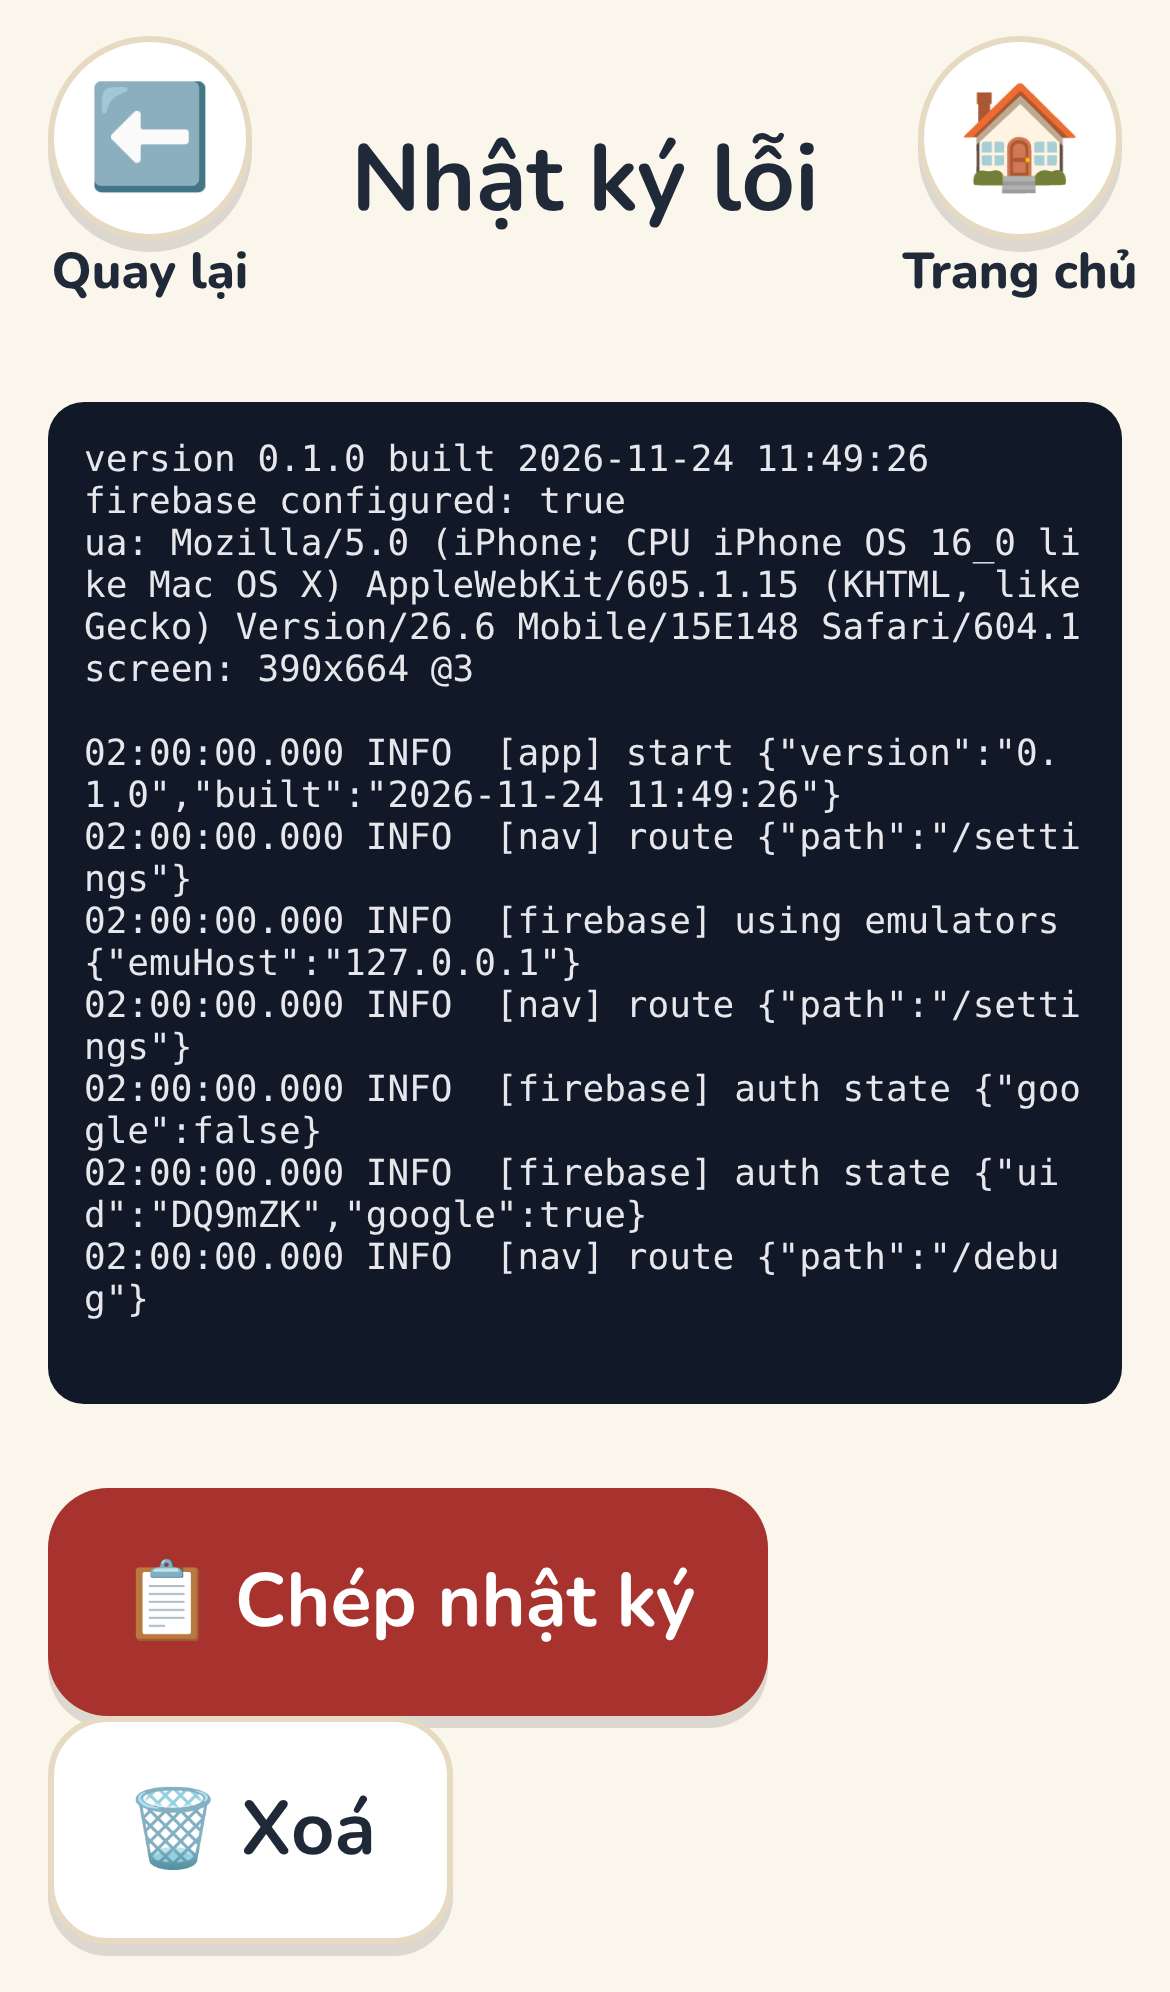 Nhật ký lỗi
Quay lại
Trang chủ
version 0.1.0 built 2026-11-24 11:49:26
firebase configured: true
ua: Mozilla/5.0 (iPhone; CPU iPhone OS 16_0 li
ke Mac OS X) AppleWebKit/605.1.15 (KHTML, like
Gecko) Version/26.6 Mobile/15E148 Safari/604.1
screen: 390x664 @3

02:00:00.000 INFO  [app] start {"version":"0.
1.0","built":"2026-11-24 11:49:26"}
02:00:00.000 INFO  [nav] route {"path":"/setti
ngs"}
02:00:00.000 INFO  [firebase] using emulators
{"emuHost":"127.0.0.1"}
02:00:00.000 INFO  [nav] route {"path":"/setti
ngs"}
02:00:00.000 INFO  [firebase] auth state {"goo
gle":false}
02:00:00.000 INFO  [firebase] auth state {"ui
d":"DQ9mZK","google":true}
02:00:00.000 INFO  [nav] route {"path":"/debu
g"}
Chép nhật ký
Xoá